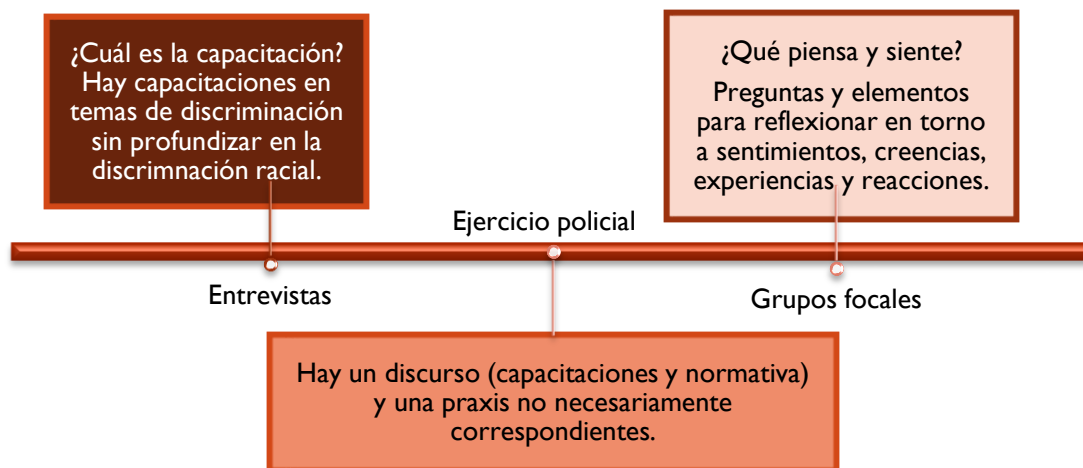 ¿Cuál es la capacitación?
Hay capacitaciones en
temas de discriminación
sin profundizar en la
discrimnación racial.
¿Qué piensa y siente?
Preguntas y elementos
para reflexionar en torno
a sentimientos, creencias,
experiencias y reacciones.
Ejercicio policial
Entrevistas
Grupos focales
Hay un discurso (capacitaciones y normativa)
y una praxis no necesariamente
correspondientes.